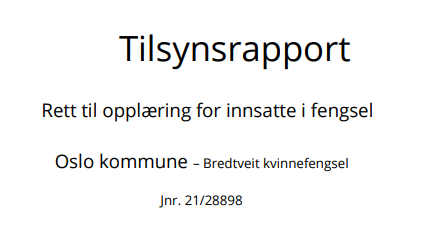 Tilsynsrapport
Rett til opplæring for innsatte i fengsel
Oslo kommune – Bredtveit kvinnefengsel
Jnr. 21/28898